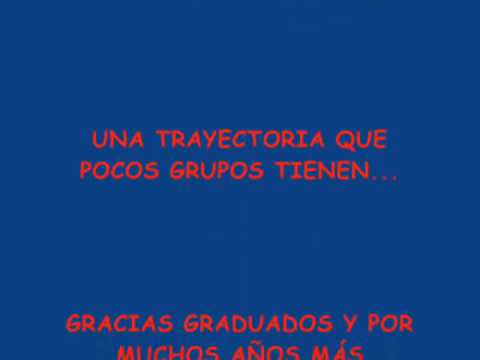 UNA TRAYECTORIA QUE
POCOS GRUPOS TIENEN...
GRACIAS GRADUADOS Y POR
MUCHOS AÑOS MÁS